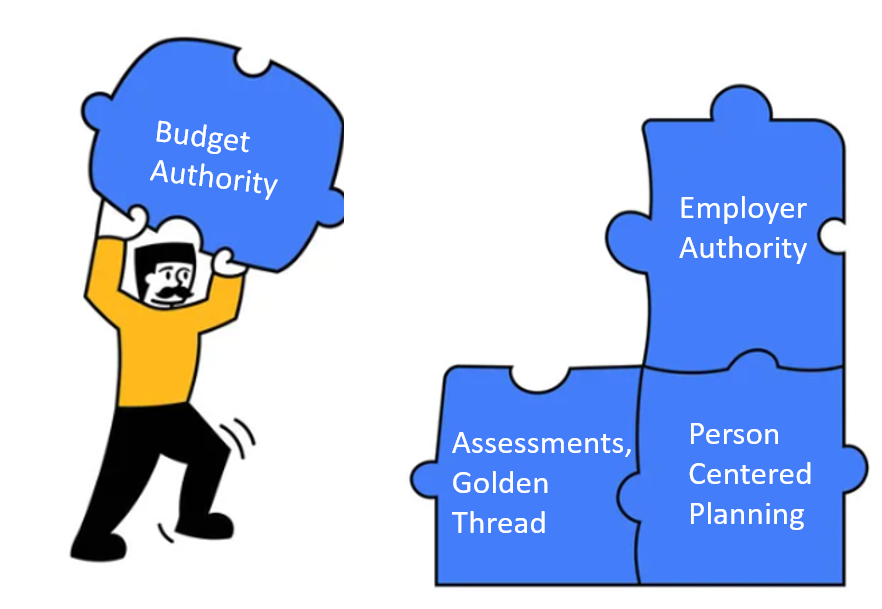 Budget
Authority
Employer
Authority
Assessments,
Golden
Thread
Person
Centered
Planning